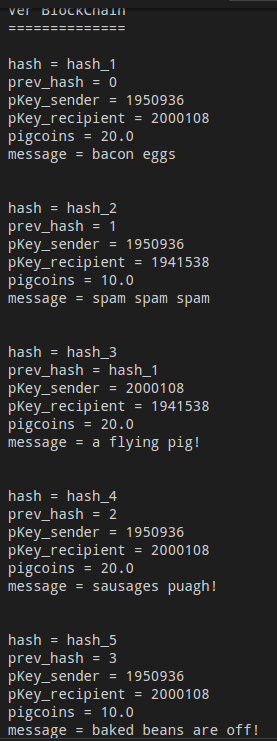 Ver BlockChain
==============
hash = hash_1
prev_hash = 0
pKey_sender = 1950936
pKey_recipient = 2000108
pigcoins = 20.0
message = bacon eggs
hash = hash_2
prev_hash = 1
pKey_sender = 1950936
pKey_recipient = 1941538
pigcoins = 10.0
message = spam spam spam
hash = hash_3
prev_hash = hash_1
pKey_sender = 2000108
pKey_recipient = 1941538
pigcoins = 20.0
message = a flying pig!
hash = hash_4
prev_hash = 2
pKey_sender = 1950936
pKey_recipient = 2000108
pigcoins = 20.0
message = sausages puagh!
hash = hash_5
prev_hash = 3
pKey_sender = 1950936
pKey_recipient = 2000108
pigcoins = 10.0
message = baked beans are off!